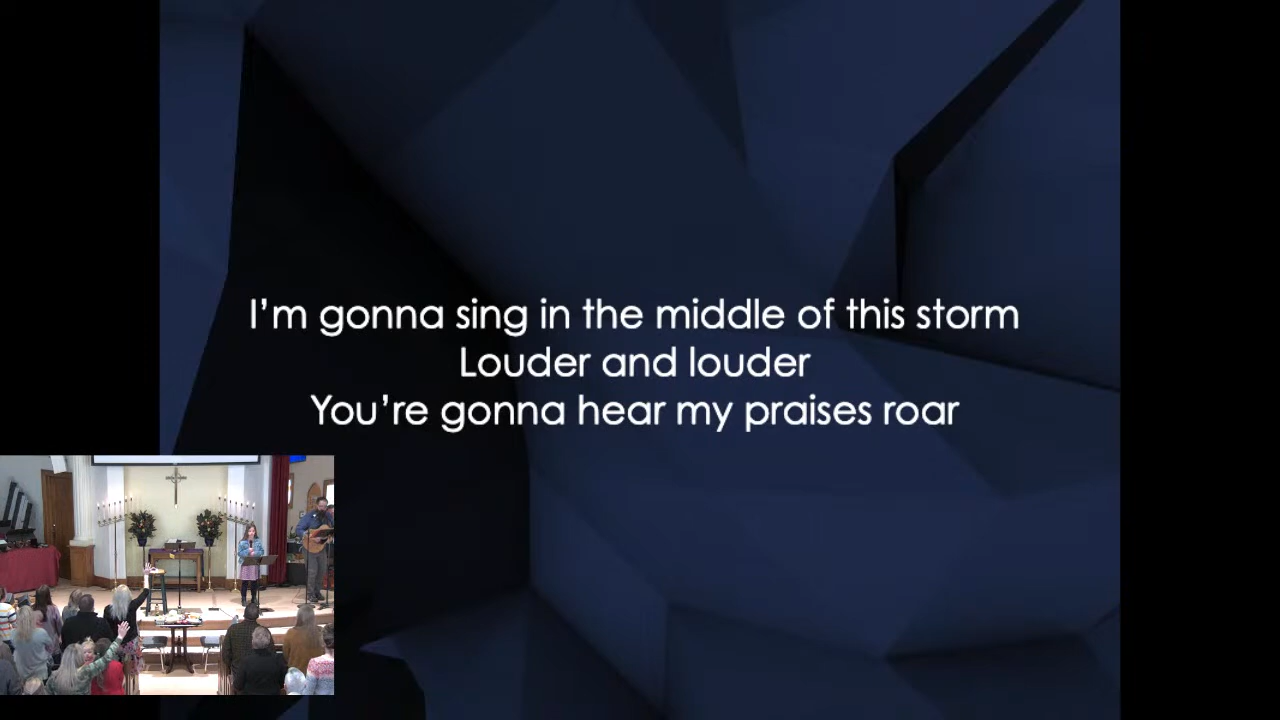 I’m gonna sing in the middle of this storm
Louder and louder
You’re gonna hear my praises roar